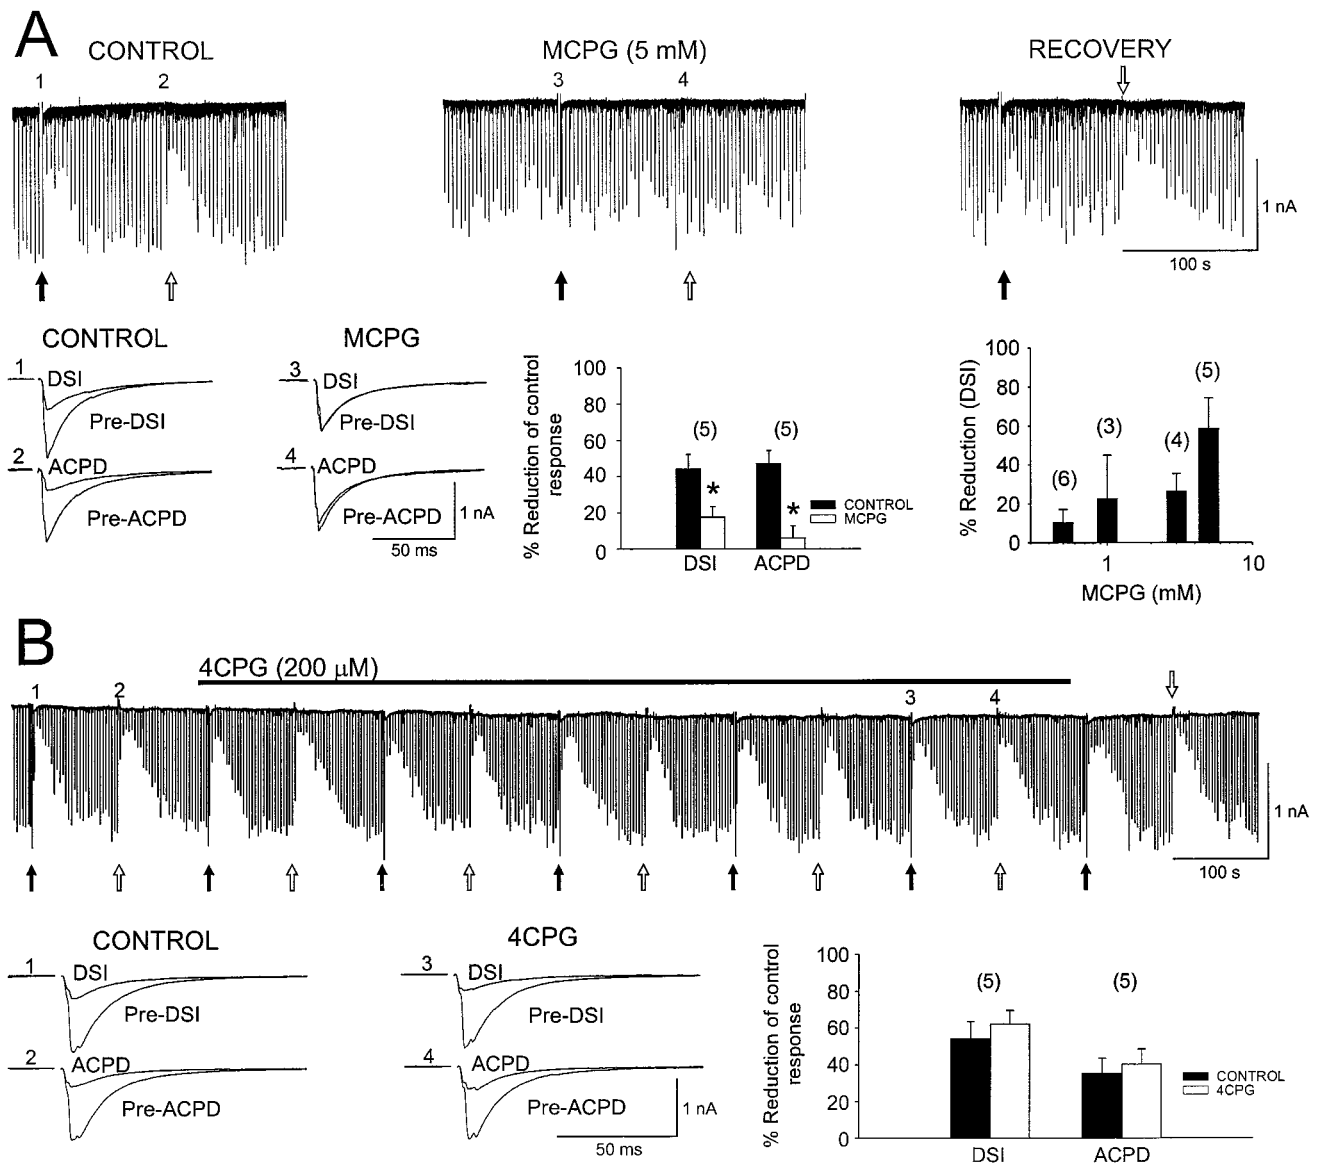 A
CONTROL
MCPG (5 mM)
RECOVERY
1
2
3
4
1 nA
100 s
CONTROL
MCPG
1
DSI
Pre-DSI
2
ACPD
Pre-ACPD
3
DSI
Pre-DSI
4
ACPD
Pre-ACPD
1 nA
50 ms
% Reduction of control
response
100
80
60
40
20
0
(5)
(5)
*
*
CONTROL
MCPG
DSI
ACPD
% Reduction (DSI)
100
80
60
40
20
0
(6)
(3)
(4)
(5)
1
10
MCPG (mM)
B
4CPG (200 μM)
1
2
3
4
1 nA
100 s
CONTROL
4CPG
1
DSI
Pre-DSI
2
ACPD
Pre-ACPD
3
DSI
Pre-DSI
4
ACPD
Pre-ACPD
1 nA
50 ms
% Reduction of control
response
100
80
60
40
20
0
(5)
(5)
CONTROL
4CPG
DSI
ACPD